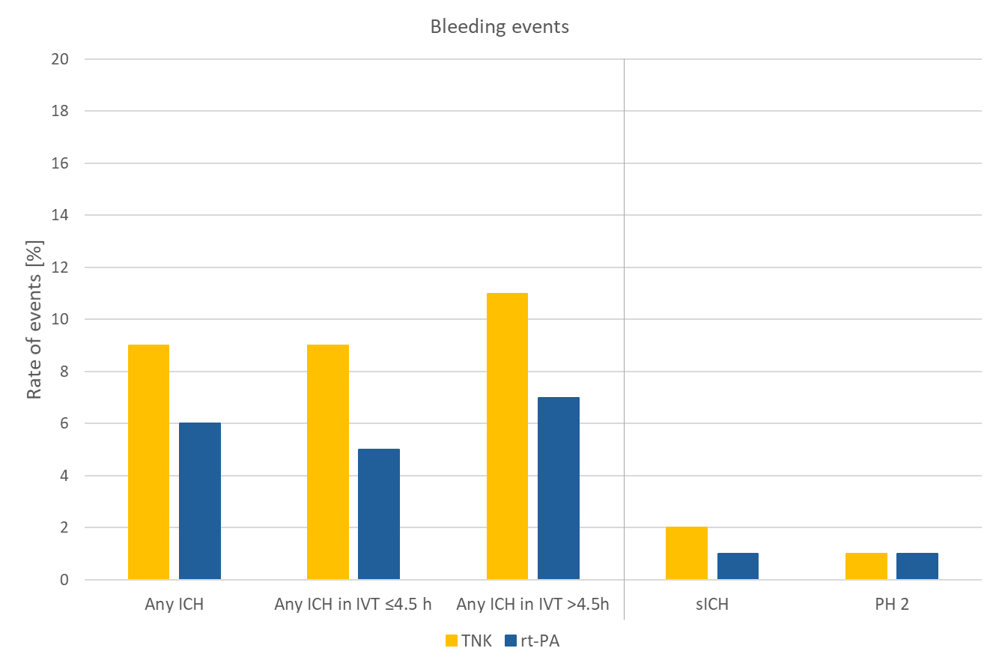 Bleeding events
Rate of events [%]
20
18
16
14
12
10
8
6
4
2
0
Any ICH
Any ICH in IVT ≤4.5 h
Any ICH in IVT >4.5h
sICH
PH 2
TNK
rt-PA